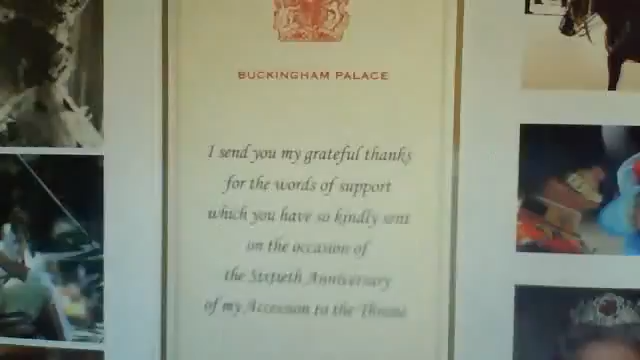 BUCKINGHAM PALACE
I send you my grateful thanks
for the words of support
which you have so kindly sent
on the occasion of
the Sixtieth Anniversary
of my Accession to the Throne